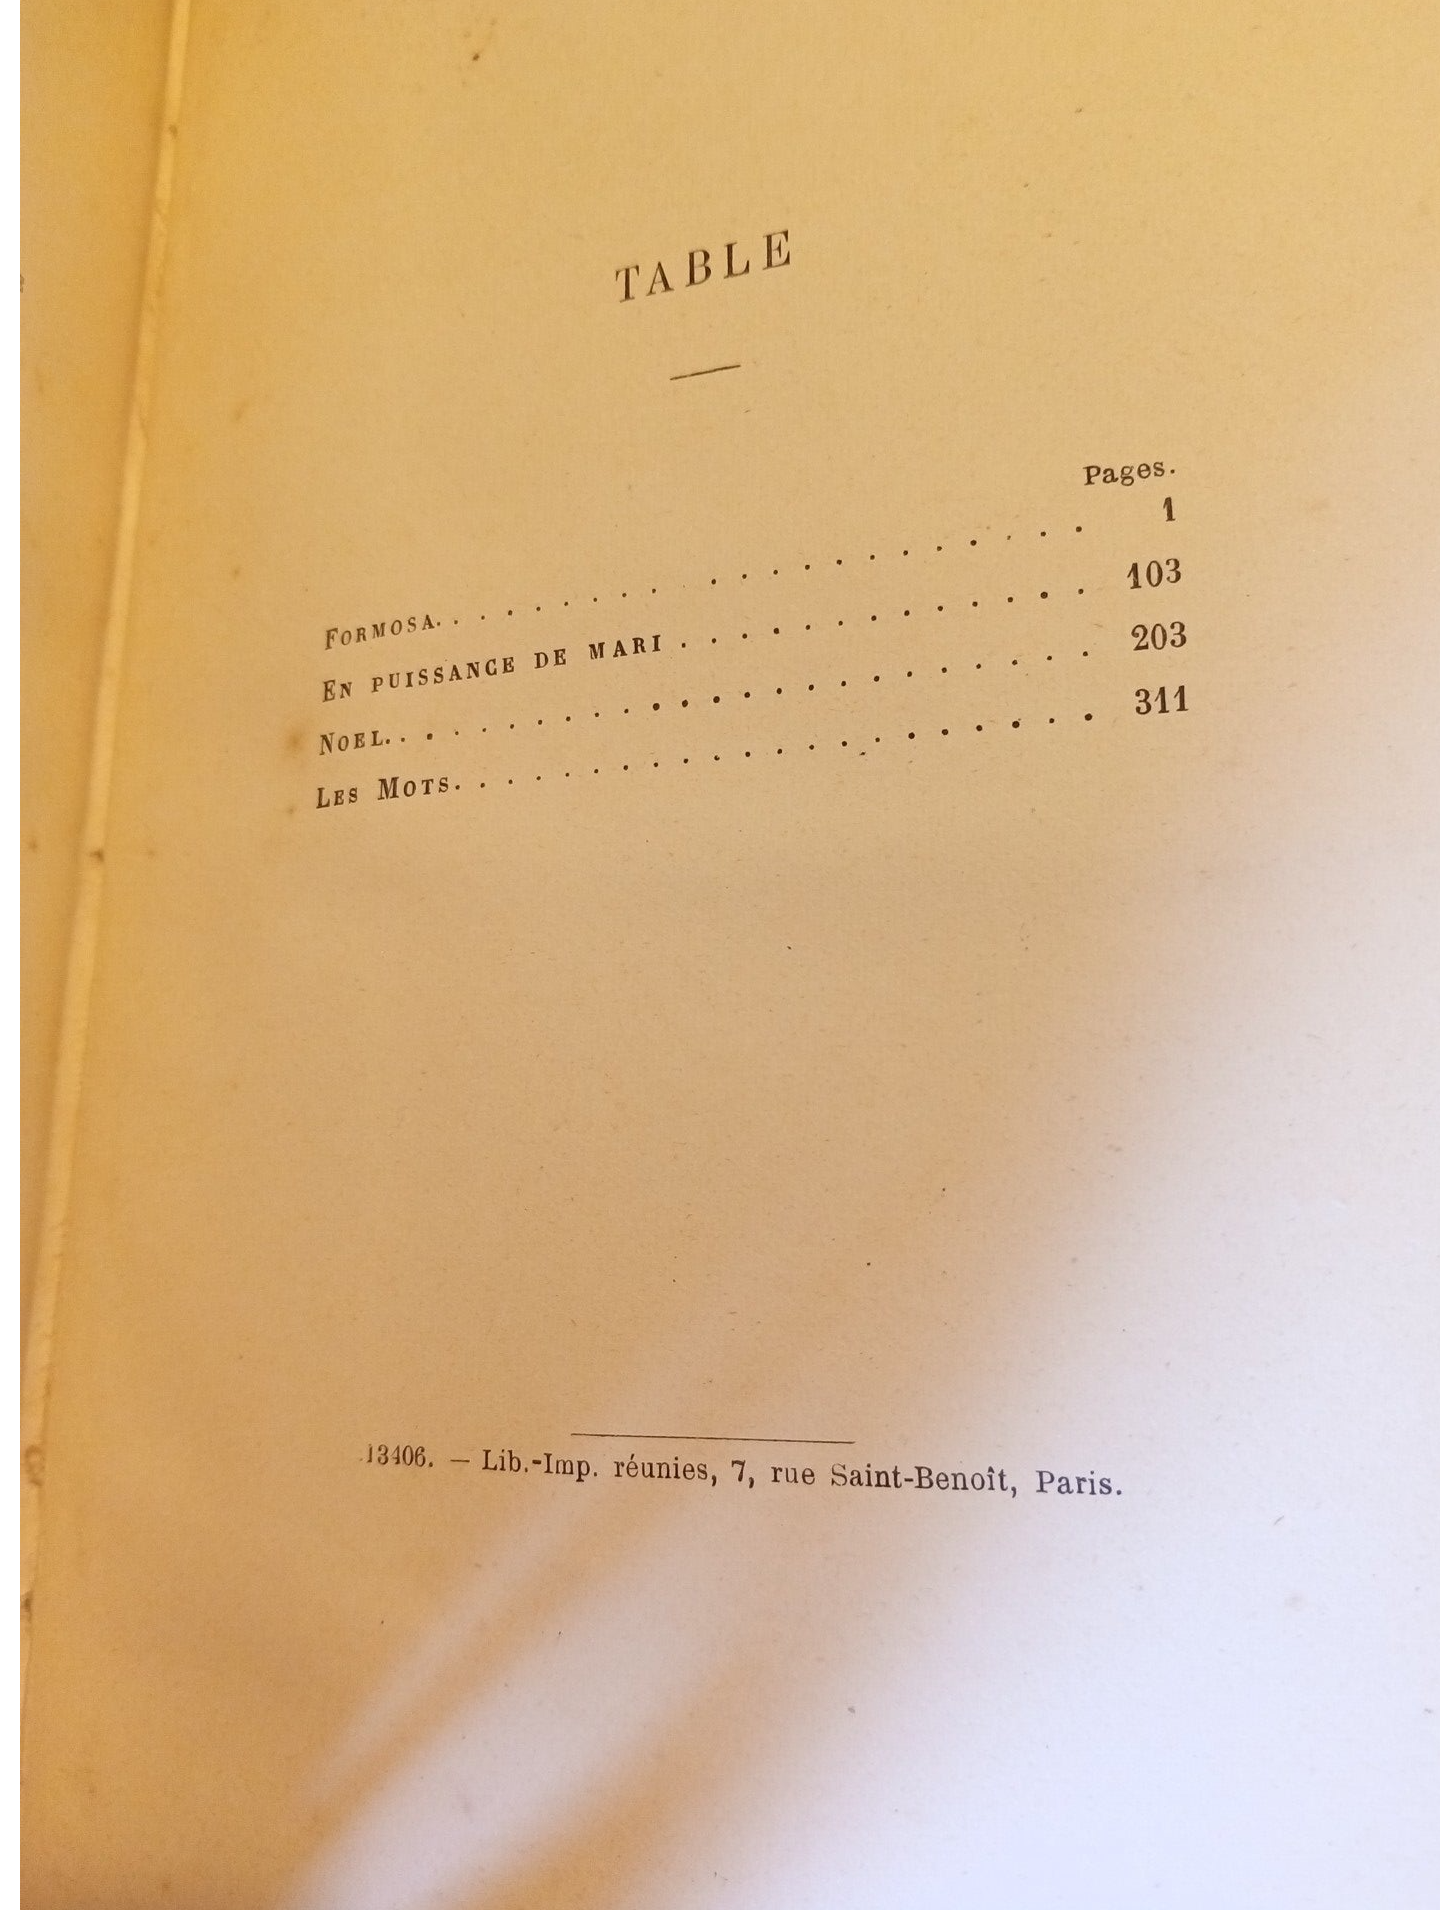 TABLE
Pages.
FORMOSA. . . . . . . . . . . . . . . . . . . . . 1
EN PUISSANCE DE MARI . . . . . . . . . . . . . 103
NOEL. . . . . . . . . . . . . . . . . . . . . . . 203
LES MOTS. . . . . . . . . . . . . . . . . . . . . 311
13406. — Lib.-Imp. réunies, 7, rue Saint-Benoît, Paris.